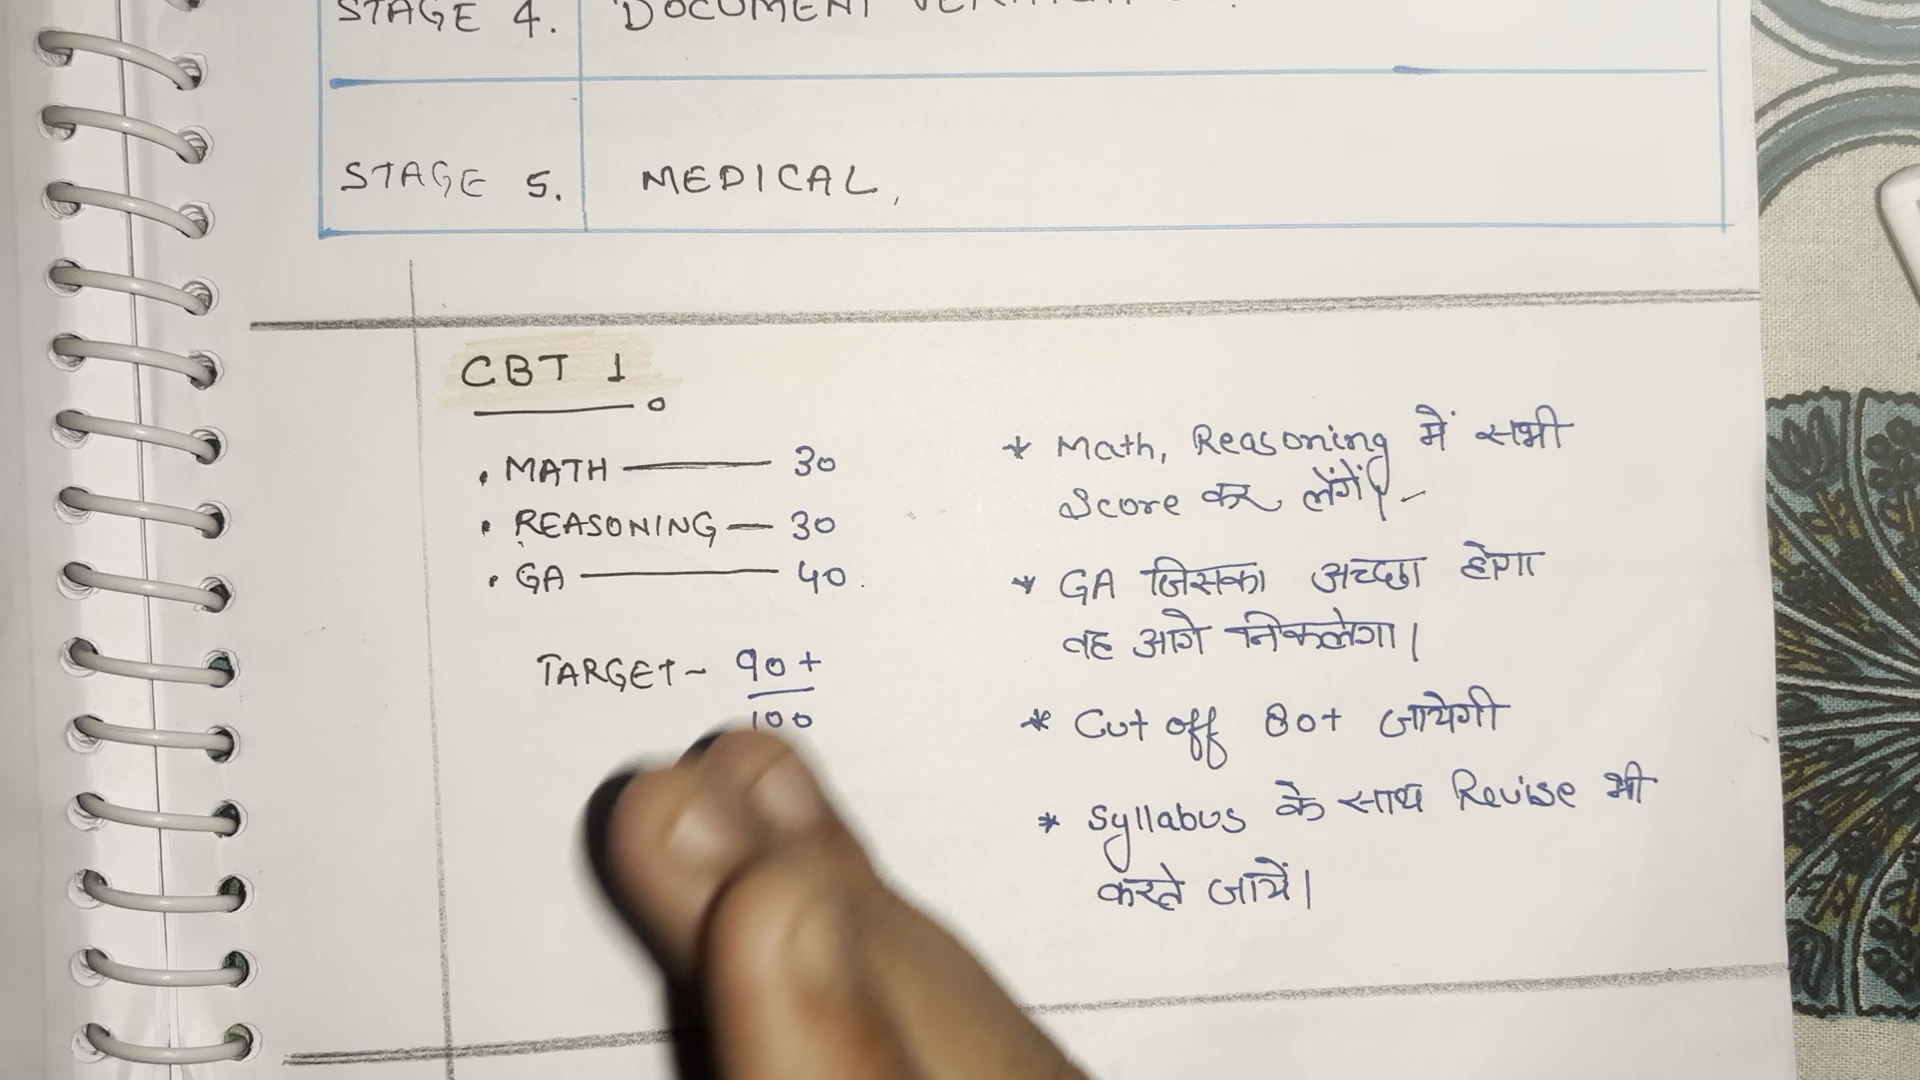 STAGE 4. DOCUMENT
STAGE 5. MEDICAL,
CBT 1
• MATH — 30
• REASONING — 30
• GA — 40.
TARGET - 90+
100
* Math, Reasoning में सभी
Score कर लेंगें।
* GA जिसका अच्छा होगा
वह आगे निकलेगा।
* Cut off 80+ जायेगी
* Syllabus के साथ Revise भी
करते जायें।